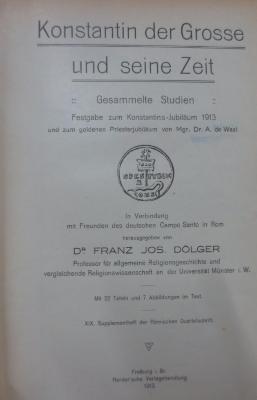 Konstantin der Grosse
und seine Zeit
:: Gesammelte Studien ::
Festgabe zum Konstantins-Jubiläum 1913
und zum goldenen Priesterjubiläum von Mgr. Dr. A. de Waal
In Verbindung
mit Freunden des deutschen Campo Santo in Rom
herausgegeben von
Dr. FRANZ JOS. DÖLGER
Professor für allgemeine Religionsgeschichte und
vergleichende Religionswissenschaft an der Universität Münster i. W.
Mit 22 Tafeln und 7 Abbildungen im Text.
XIX. Supplementheft der Römischen Quartalschrift.
Freiburg i. Br.
Herdersche Verlagshandlung
1913